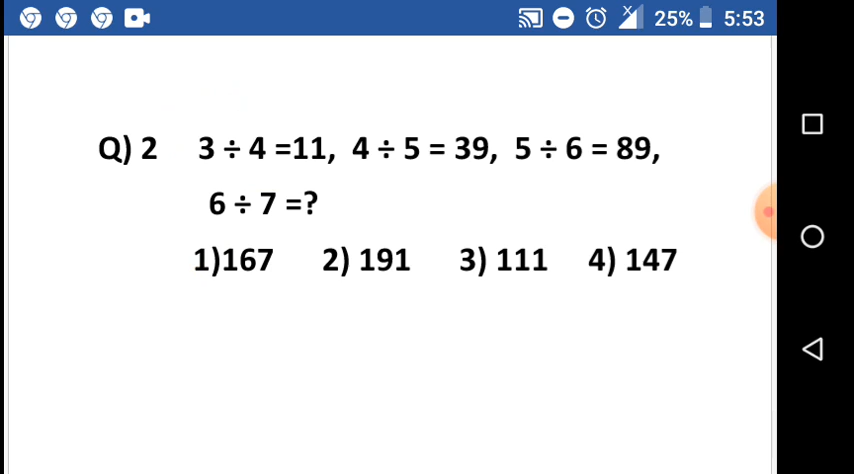 25% 5:53
Q) 2 3 ÷ 4 =11, 4 ÷ 5 = 39, 5 ÷ 6 = 89,
6 ÷ 7 =?
1)167 2) 191 3) 111 4) 147